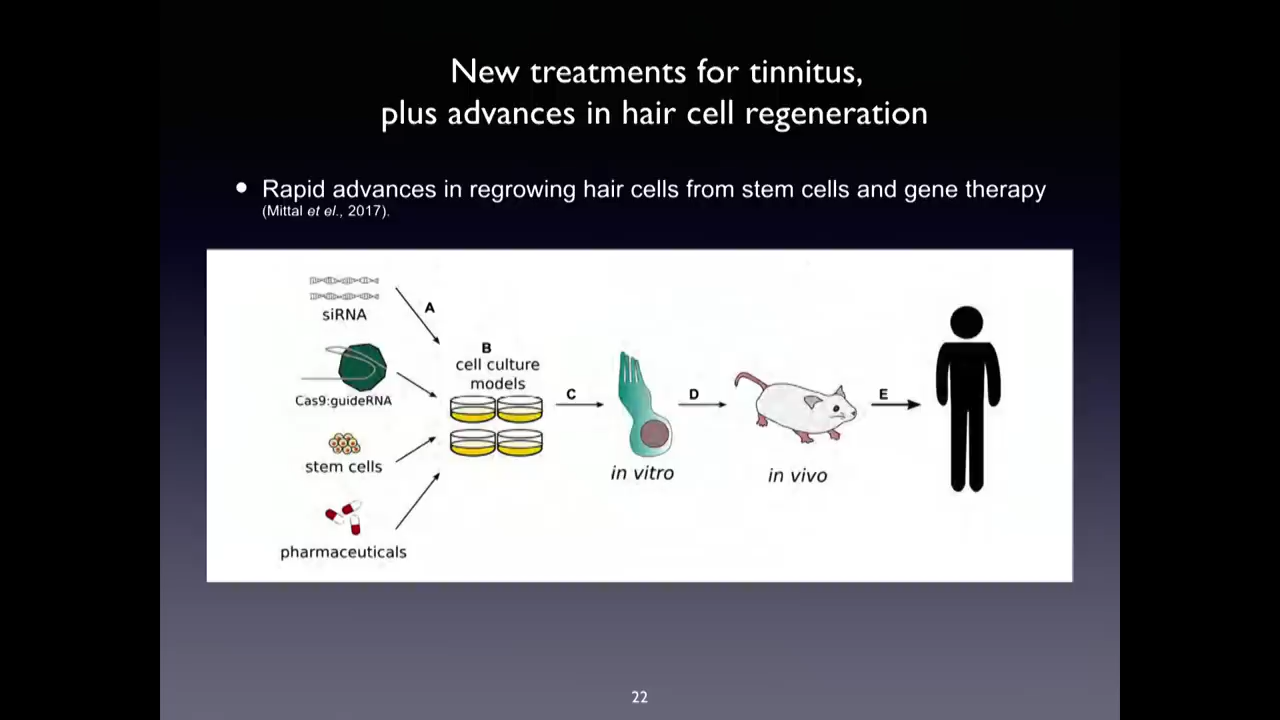 New treatments for tinnitus,
plus advances in hair cell regeneration
• Rapid advances in regrowing hair cells from stem cells and gene therapy
(Mittal et el., 2017).
siRNA
A
Cas9:guideRNA
stem cells
pharmaceuticals
B
cell culture
models
C
in vitro
D
in vivo
E
22